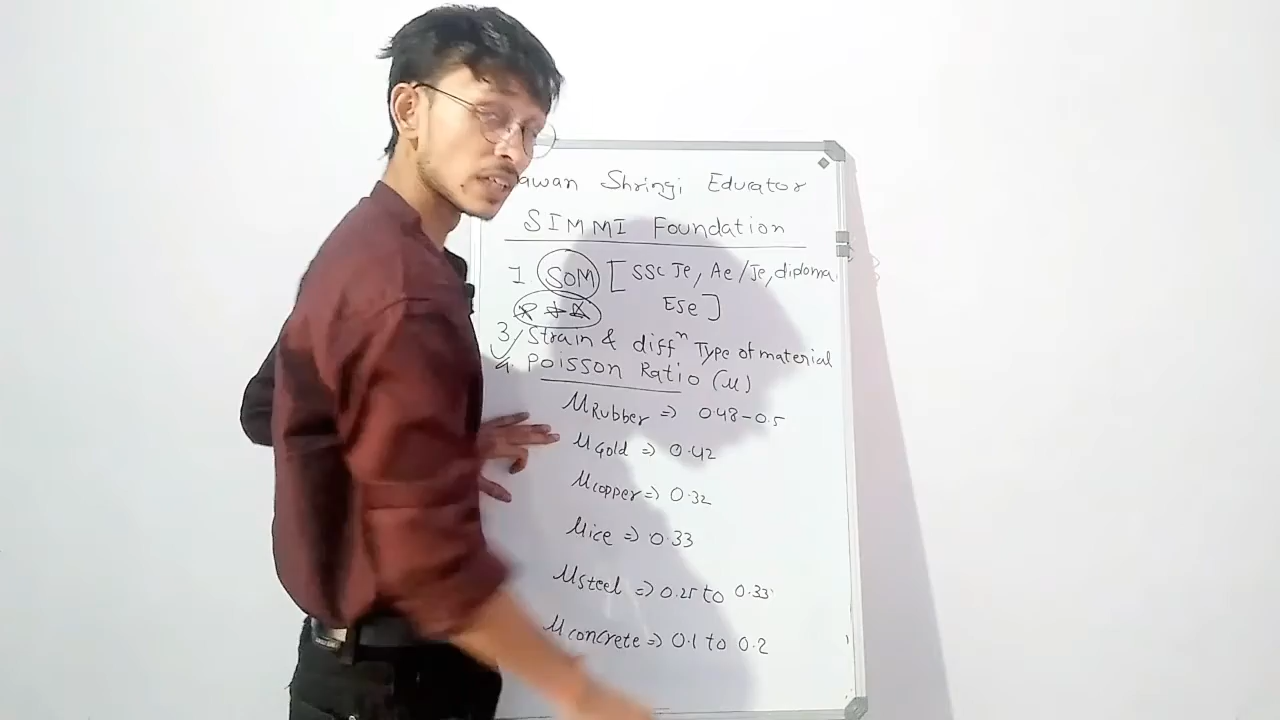 awan Shringi Educator
SIMMI Foundation
1 SOM [SSC Je, Ae/Je, diploma,
Ese]
3 Strain & diffⁿ Type of material
4. Poisson Ratio (μ)
μRubber => 0.48-0.5
μGold => 0.42
μcopper => 0.32
μice => 0.33
μSteel => 0.25 to 0.33
μconcrete => 0.1 to 0.2